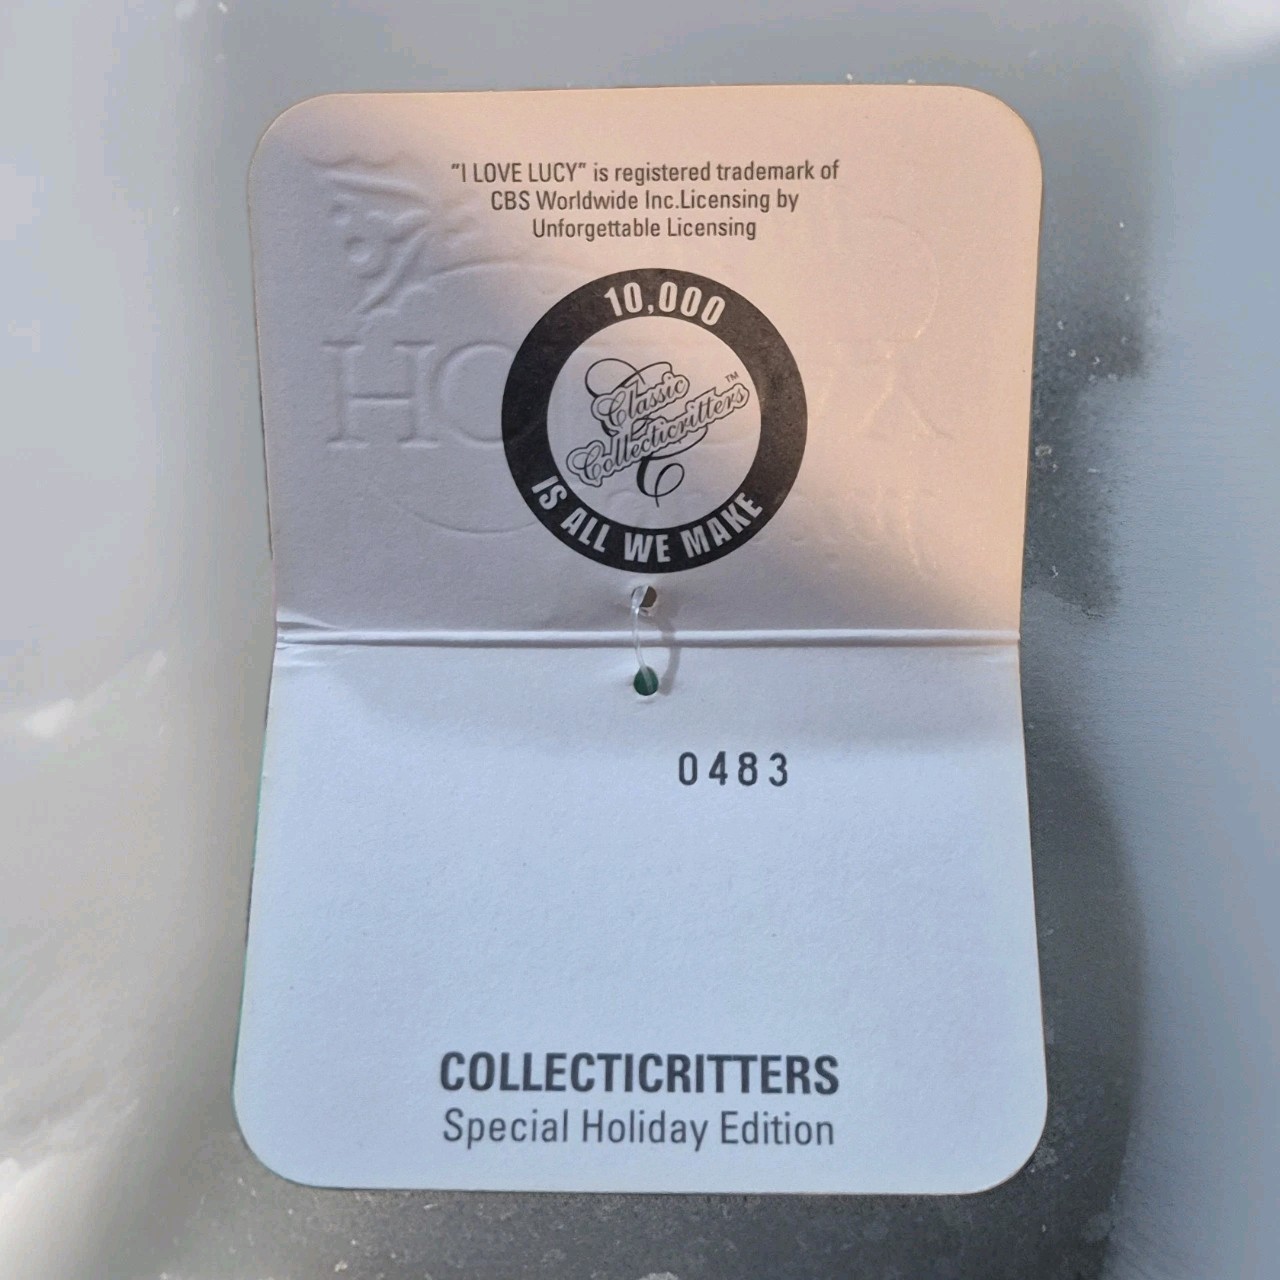 "I LOVE LUCY" is registered trademark of
CBS Worldwide Inc.Licensing by
Unforgettable Licensing
10,000
Classic
Collecticritters™
IS ALL WE MAKE
0483
COLLECTICRITTERS
Special Holiday Edition